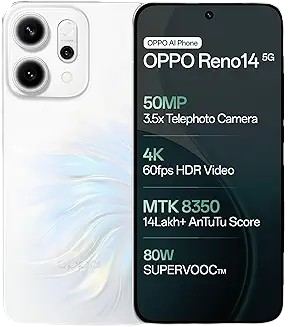 OPPO AI Phone
OPPO Reno14 5G
50MP
3.5x Telephoto Camera
4K
60fps HDR Video
MTK 8350
14Lakh+ AnTuTu Score
80W
SUPERVOOC™
oppo